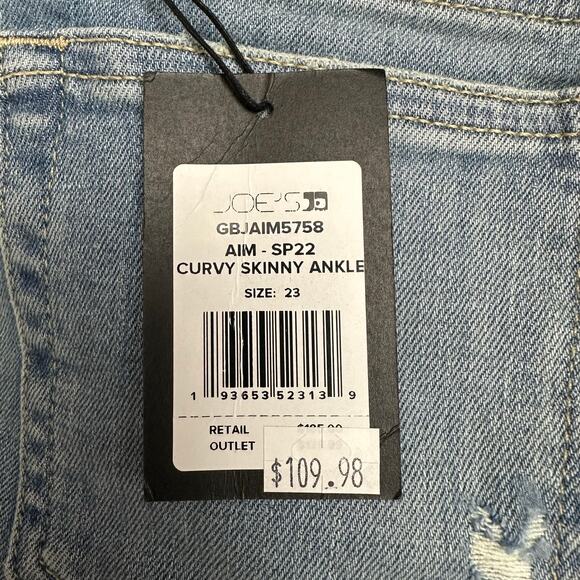 JOE'S
GBJAIM5758
AIM - SP22
CURVY SKINNY ANKLE
SIZE: 23
1 93653 52313 9
RETAIL
OUTLET
$109.98